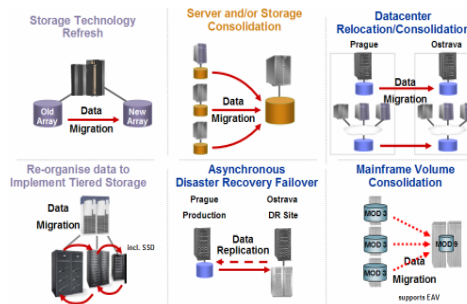 Storage Technology
Refresh
Old
Array
Data
Migration
New
Array
Server and/or Storage
Consolidation
Data
Migration
Datacenter
Relocation/Consolidation
Prague
Ostrava
Data
Migration
Re-organise data to
Implement Tiered Storage
Data
Migration
incl. SSD
Asynchronous
Disaster Recovery Failover
Prague
Production
Ostrava
DR Site
Data
Replication
Mainframe Volume
Consolidation
MOD 3
MOD 3
MOD 3
MOD 9
Data
Migration
supports EAV